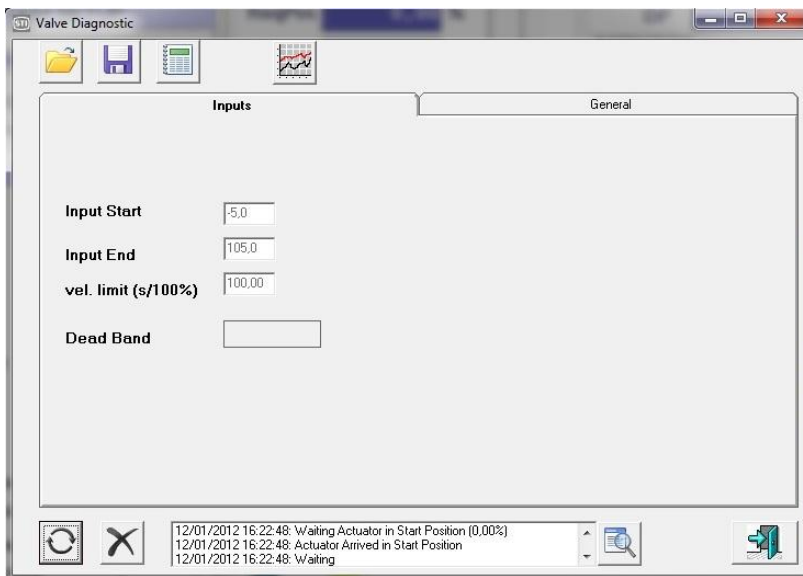 STI Valve Diagnostic
Inputs
General
Input Start
-5,0
Input End
105,0
vel. limit (s/100%)
100,00
Dead Band
12/01/2012 16:22:48: Waiting Actuator in Start Position (0,00%)
12/01/2012 16:22:48: Actuator Arrived in Start Position
12/01/2012 16:22:48: Waiting